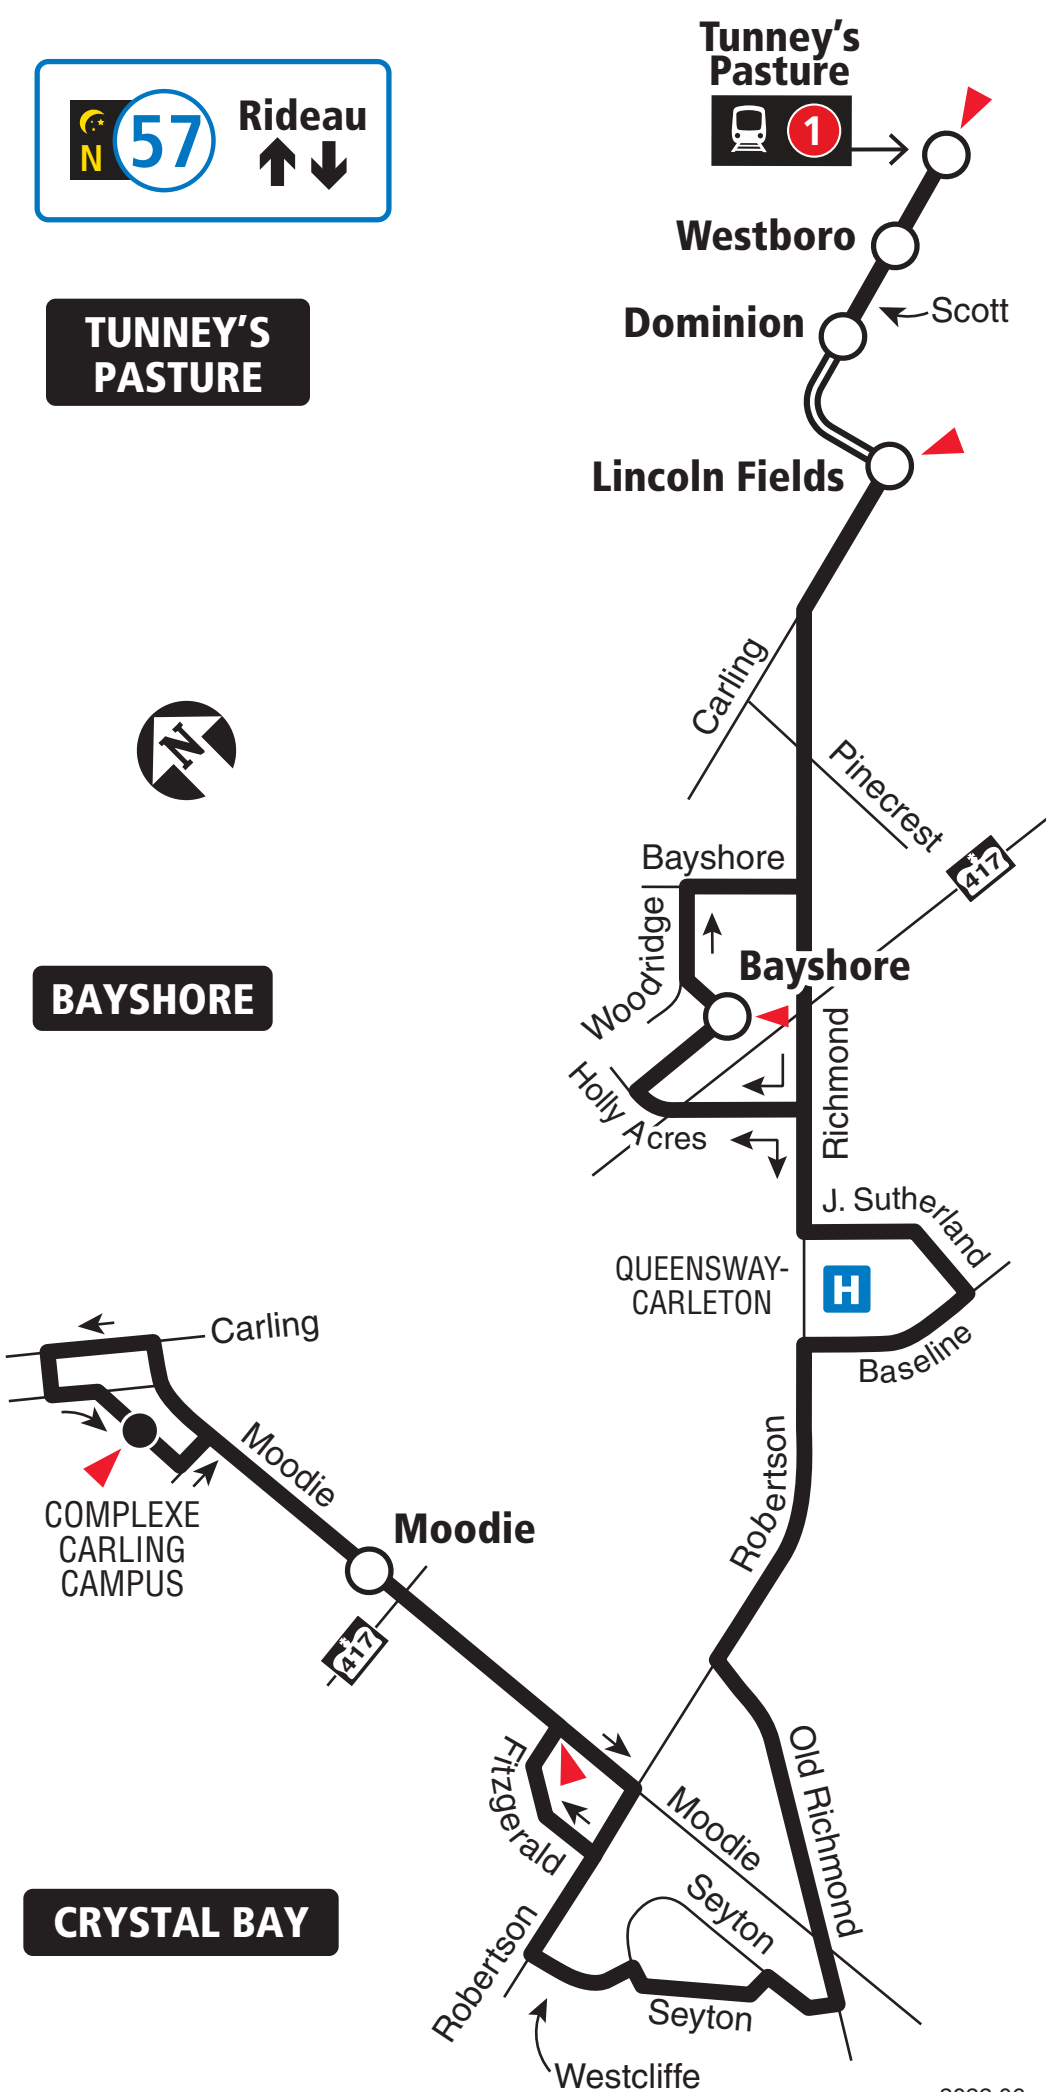 Tunney's
Pasture
1
N
57
Rideau
Westboro
TUNNEY'S
PASTURE
Dominion
Scott
Lincoln Fields
Carling
N
Pinecrest
417
Bayshore
Woodridge
Bayshore
BAYSHORE
Richmond
Holly Acres
J. Sutherland
QUEENSWAY-
CARLETON
H
Baseline
Carling
Moodie
Robertson
COMPLEXE
CARLING
CAMPUS
Moodie
417
Fitzgerald
Old Richmond
Moodie
Seyton
CRYSTAL BAY
Robertson
Seyton
Westcliffe